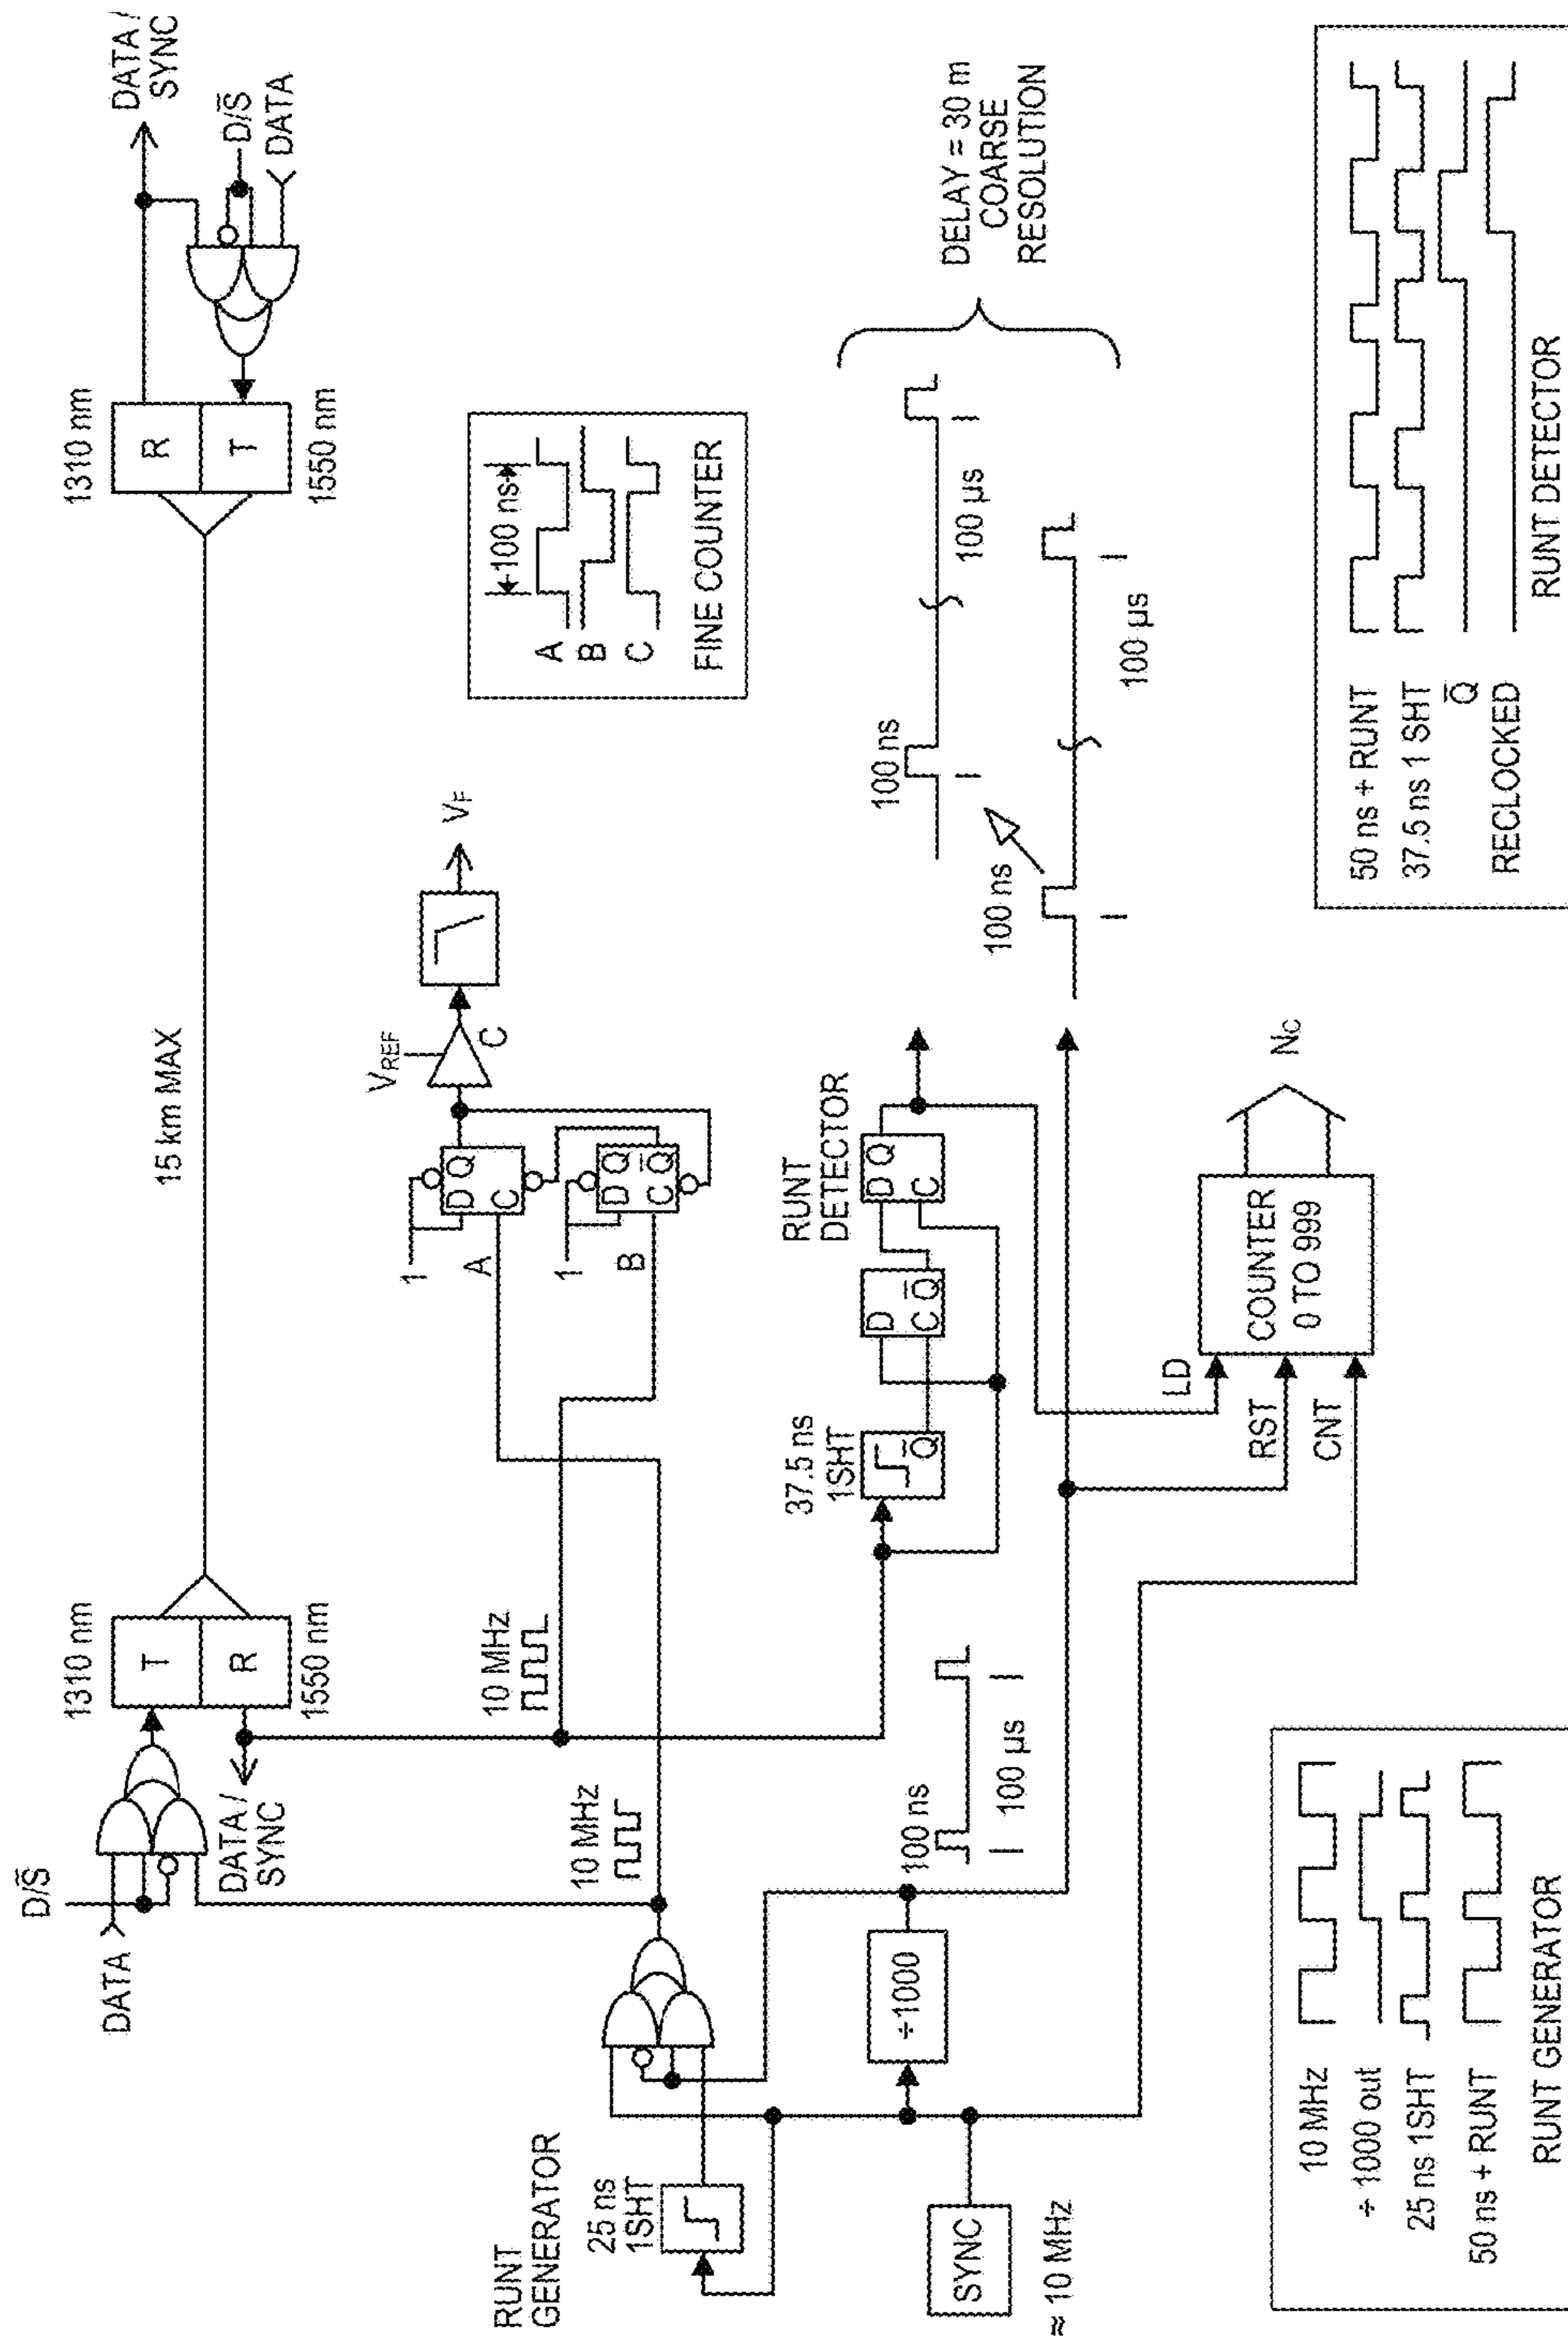 D/S̅
DATA
DATA /
SYNC
1310 nm
T
R
1550 nm
15 km MAX
1310 nm
R
T
1550 nm
DATA /
SYNC
D/S̅
DATA
RUNT
GENERATOR
25 ns
1SHT
10 MHz
10 MHz
1
A
D Q
C
1
B
D Q
C Q̅
VREF
C
VF
100 ns
A
B
C
FINE COUNTER
SYNC
≈ 10 MHz
÷1000
100 ns
100 µs
37.5 ns
1SHT
Q̅
D
C Q̅
D Q
C
RUNT
DETECTOR
LD
RST
CNT
COUNTER
0 TO 999
NC
100 ns
100 µs
100 ns
100 µs
DELAY = 30 m
COARSE
RESOLUTION
10 MHz
÷ 1000 out
25 ns 1SHT
50 ns + RUNT
RUNT GENERATOR
50 ns + RUNT
37.5 ns 1 SHT
Q̅
RECLOCKED
RUNT DETECTOR